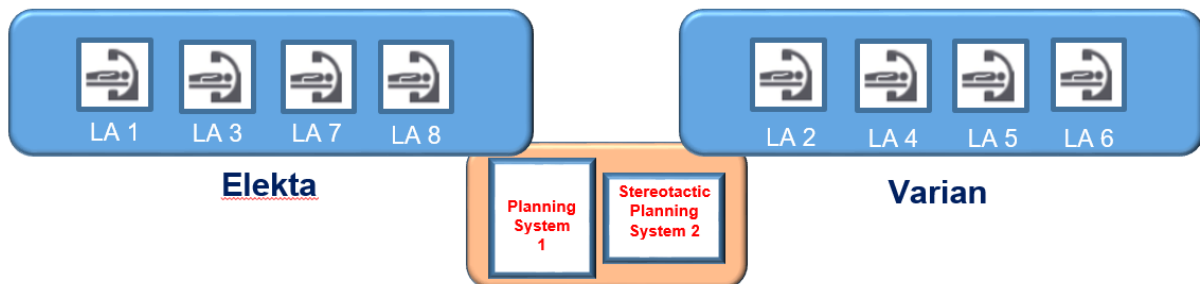 LA 1 LA 3 LA 7 LA 8
LA 2 LA 4 LA 5 LA 6
Elekta
Varian
Planning
System
1
Stereotactic
Planning
System 2